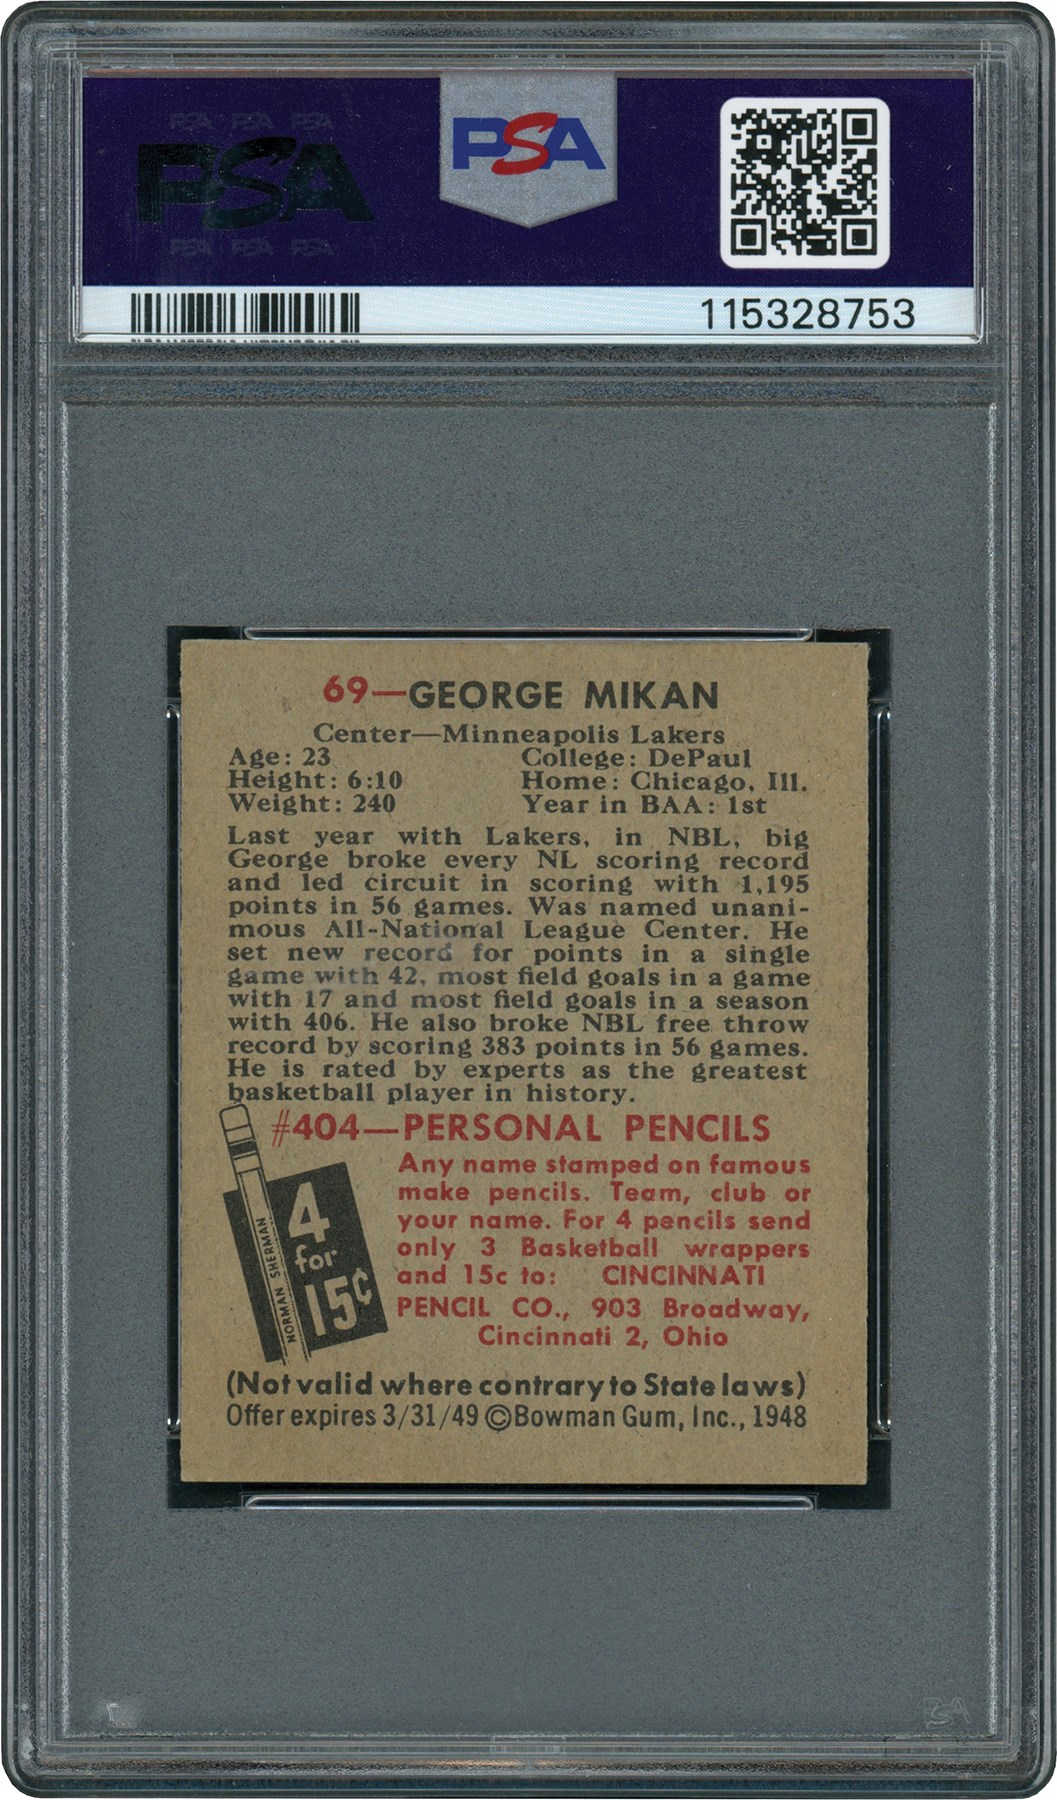 PSA PSA PSA
PSA
PSA PSA PSA
PSA
115328753
69—GEORGE MIKAN
Center—Minneapolis Lakers
Age: 23 College: DePaul
Height: 6:10 Home: Chicago, Ill.
Weight: 240 Year in BAA: 1st
Last year with Lakers, in NBL, big
George broke every NL scoring record
and led circuit in scoring with 1,195
points in 56 games. Was named unani-
mous All-National League Center. He
set new record for points in a single
game with 42, most field goals in a game
with 17 and most field goals in a season
with 406. He also broke NBL free throw
record by scoring 383 points in 56 games.
He is rated by experts as the greatest
basketball player in history.
#404—PERSONAL PENCILS
Any name stamped on famous
make pencils. Team, club or
your name. For 4 pencils send
only 3 Basketball wrappers
and 15c to: CINCINNATI
PENCIL CO., 903 Broadway,
Cincinnati 2, Ohio
NORMAN SHERMAN
4
for
15¢
(Not valid where contrary to State laws)
Offer expires 3/31/49 ©Bowman Gum, Inc., 1948
PSA